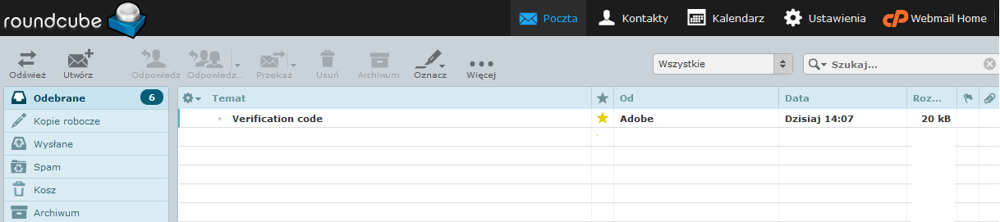 roundcube Poczta Kontakty Kalendarz Ustawienia cP Webmail Home
Odśwież Utwórz Odpowiedz Odpowiedz... Przekaż Usuń Archiwum Oznacz Więcej Wszystkie Szukaj...
Odebrane 6 Temat Od Data Roz...
Kopie robocze Verification code Adobe Dzisiaj 14:07 20 kB
Wysłane
Spam
Kosz
Archiwum